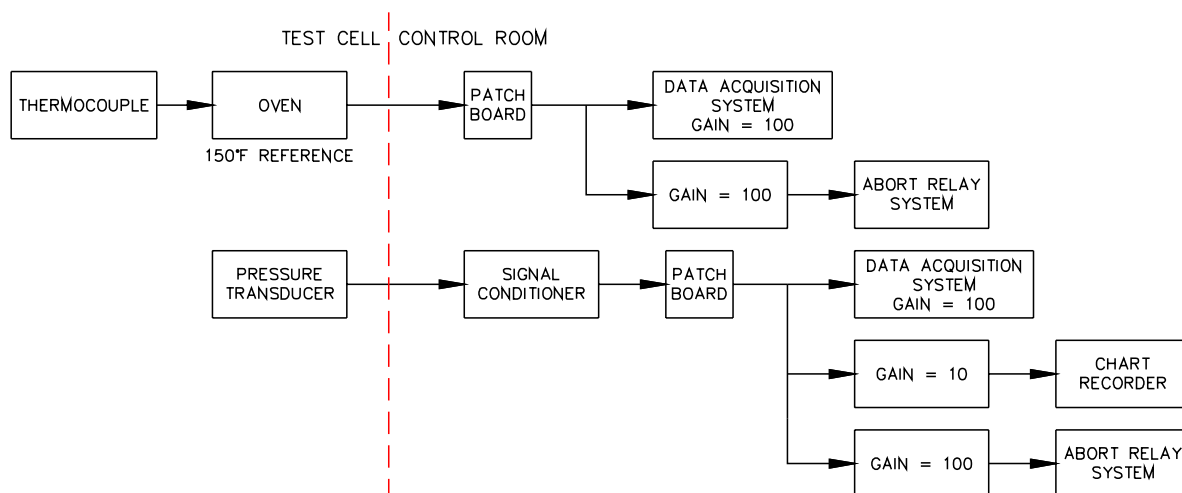 TEST CELL
CONTROL ROOM
THERMOCOUPLE
OVEN
150°F REFERENCE
PATCH
BOARD
DATA ACQUISITION
SYSTEM
GAIN = 100
GAIN = 100
ABORT RELAY
SYSTEM
PRESSURE
TRANSDUCER
SIGNAL
CONDITIONER
PATCH
BOARD
DATA ACQUISITION
SYSTEM
GAIN = 100
GAIN = 10
CHART
RECORDER
GAIN = 100
ABORT RELAY
SYSTEM